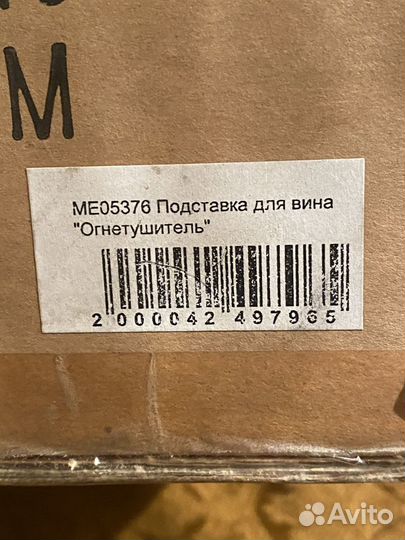 M
ME05376 Подставка для вина
"Огнетушитель"
2 000042 497965
Avito